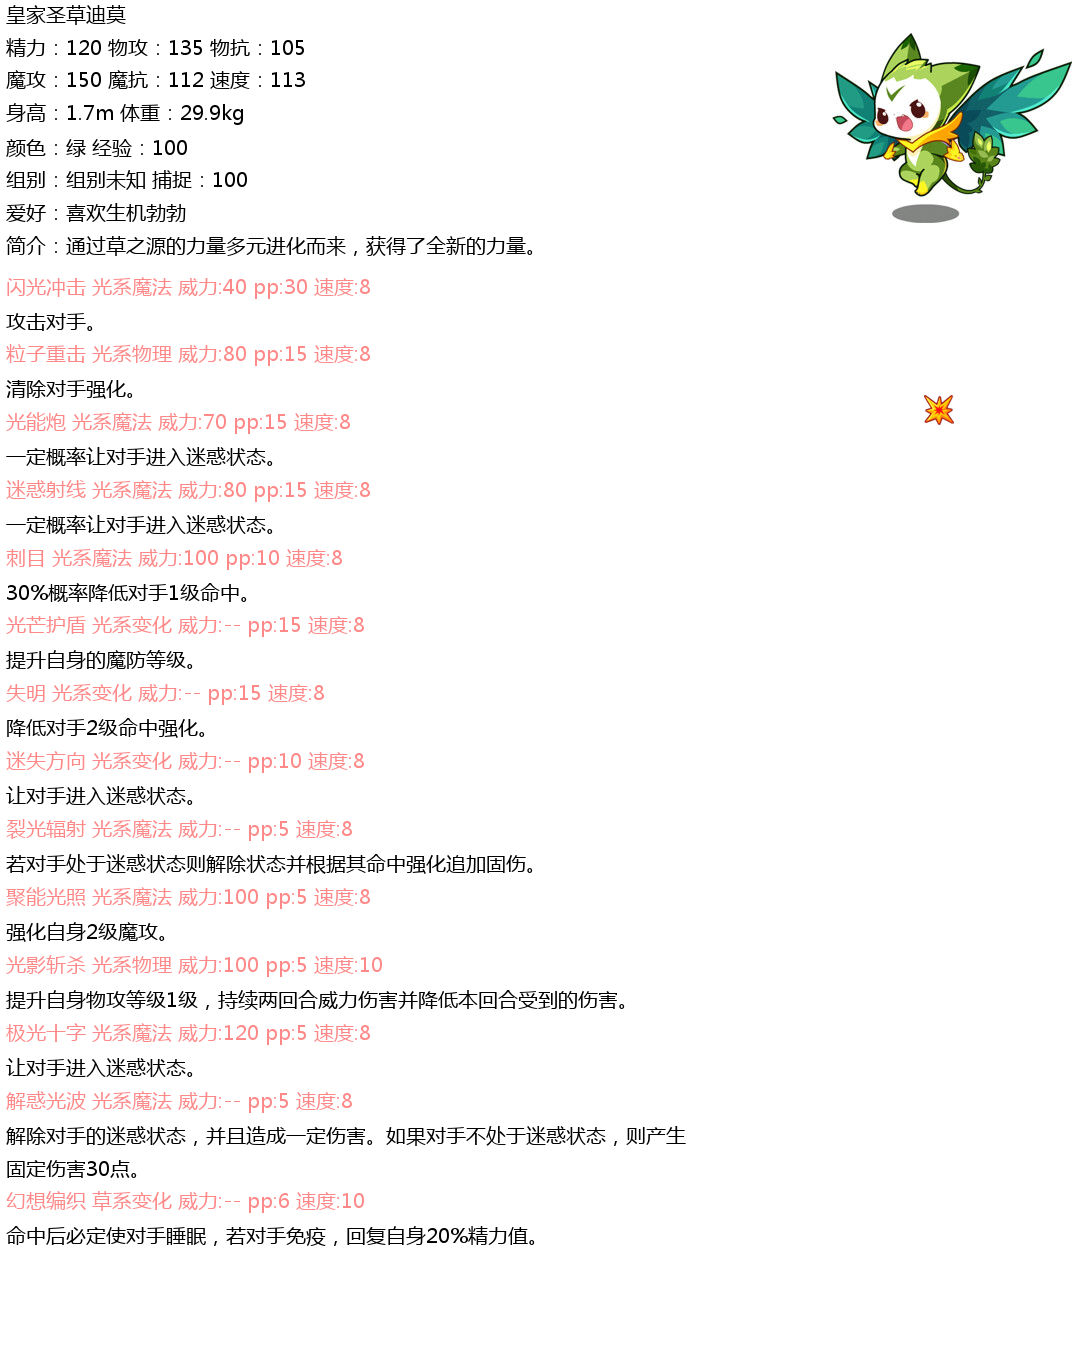 皇家圣草迪莫
精力：120 物攻：135 物抗：105
魔攻：150 魔抗：112 速度：113
身高：1.7m 体重：29.9kg
颜色：绿 经验：100
组别：组别未知 捕捉：100
爱好：喜欢生机勃勃
简介：通过草之源的力量多元进化而来，获得了全新的力量。
闪光冲击 光系魔法 威力:40 pp:30 速度:8
攻击对手。
粒子重击 光系物理 威力:80 pp:15 速度:8
清除对手强化。
光能炮 光系魔法 威力:70 pp:15 速度:8
一定概率让对手进入迷惑状态。
迷惑射线 光系魔法 威力:80 pp:15 速度:8
一定概率让对手进入迷惑状态。
刺目 光系魔法 威力:100 pp:10 速度:8
30%概率降低对手1级命中。
光芒护盾 光系变化 威力:-- pp:15 速度:8
提升自身的魔防等级。
失明 光系变化 威力:-- pp:15 速度:8
降低对手2级命中强化。
迷失方向 光系变化 威力:-- pp:10 速度:8
让对手进入迷惑状态。
裂光辐射 光系魔法 威力:-- pp:5 速度:8
若对手处于迷惑状态则解除状态并根据其命中强化追加固伤。
聚能光照 光系魔法 威力:100 pp:5 速度:8
强化自身2级魔攻。
光影斩杀 光系物理 威力:100 pp:5 速度:10
提升自身物攻等级1级，持续两回合威力伤害并降低本回合受到的伤害。
极光十字 光系魔法 威力:120 pp:5 速度:8
让对手进入迷惑状态。
解惑光波 光系魔法 威力:-- pp:5 速度:8
解除对手的迷惑状态，并且造成一定伤害。如果对手不处于迷惑状态，则产生
固定伤害30点。
幻想编织 草系变化 威力:-- pp:6 速度:10
命中后必定使对手睡眠，若对手免疫，回复自身20%精力值。